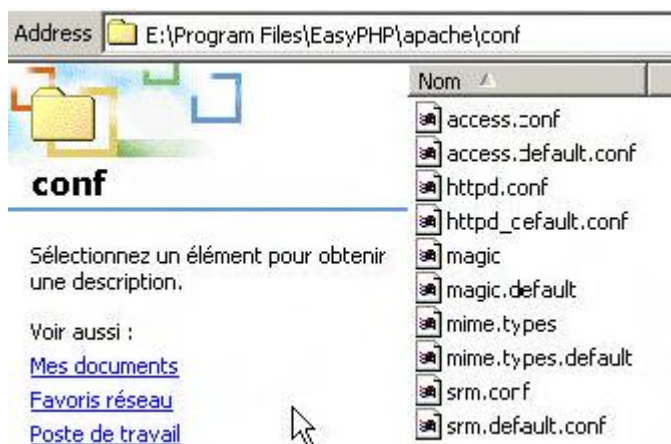 Address E:\Program Files\EasyPHP\apache\conf
conf
Sélectionnez un élément pour obtenir
une description.
Voir aussi :
Mes documents
Favoris réseau
Poste de travail
Nom
access.conf
access.default.conf
httpd.conf
httpd_default.conf
magic
magic.default
mime.types
mime.types.default
srm.conf
srm.default.conf